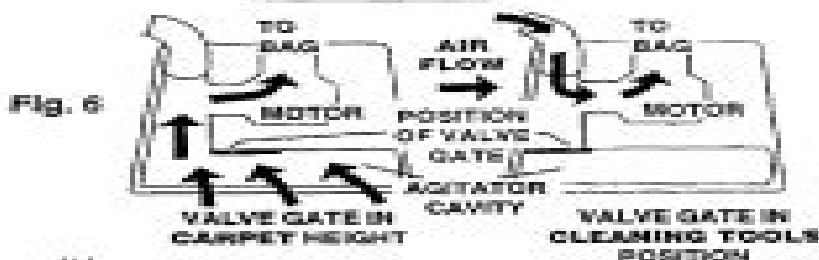 Fig. 6
TO
BAG
MOTOR
VALVE GATE IN
CARPET HEIGHT
AIR
FLOW
POSITION
OF VALVE
GATE
AGITATOR
CAVITY
TO
BAG
MOTOR
VALVE GATE IN
CLEANING TOOLS
POSITION